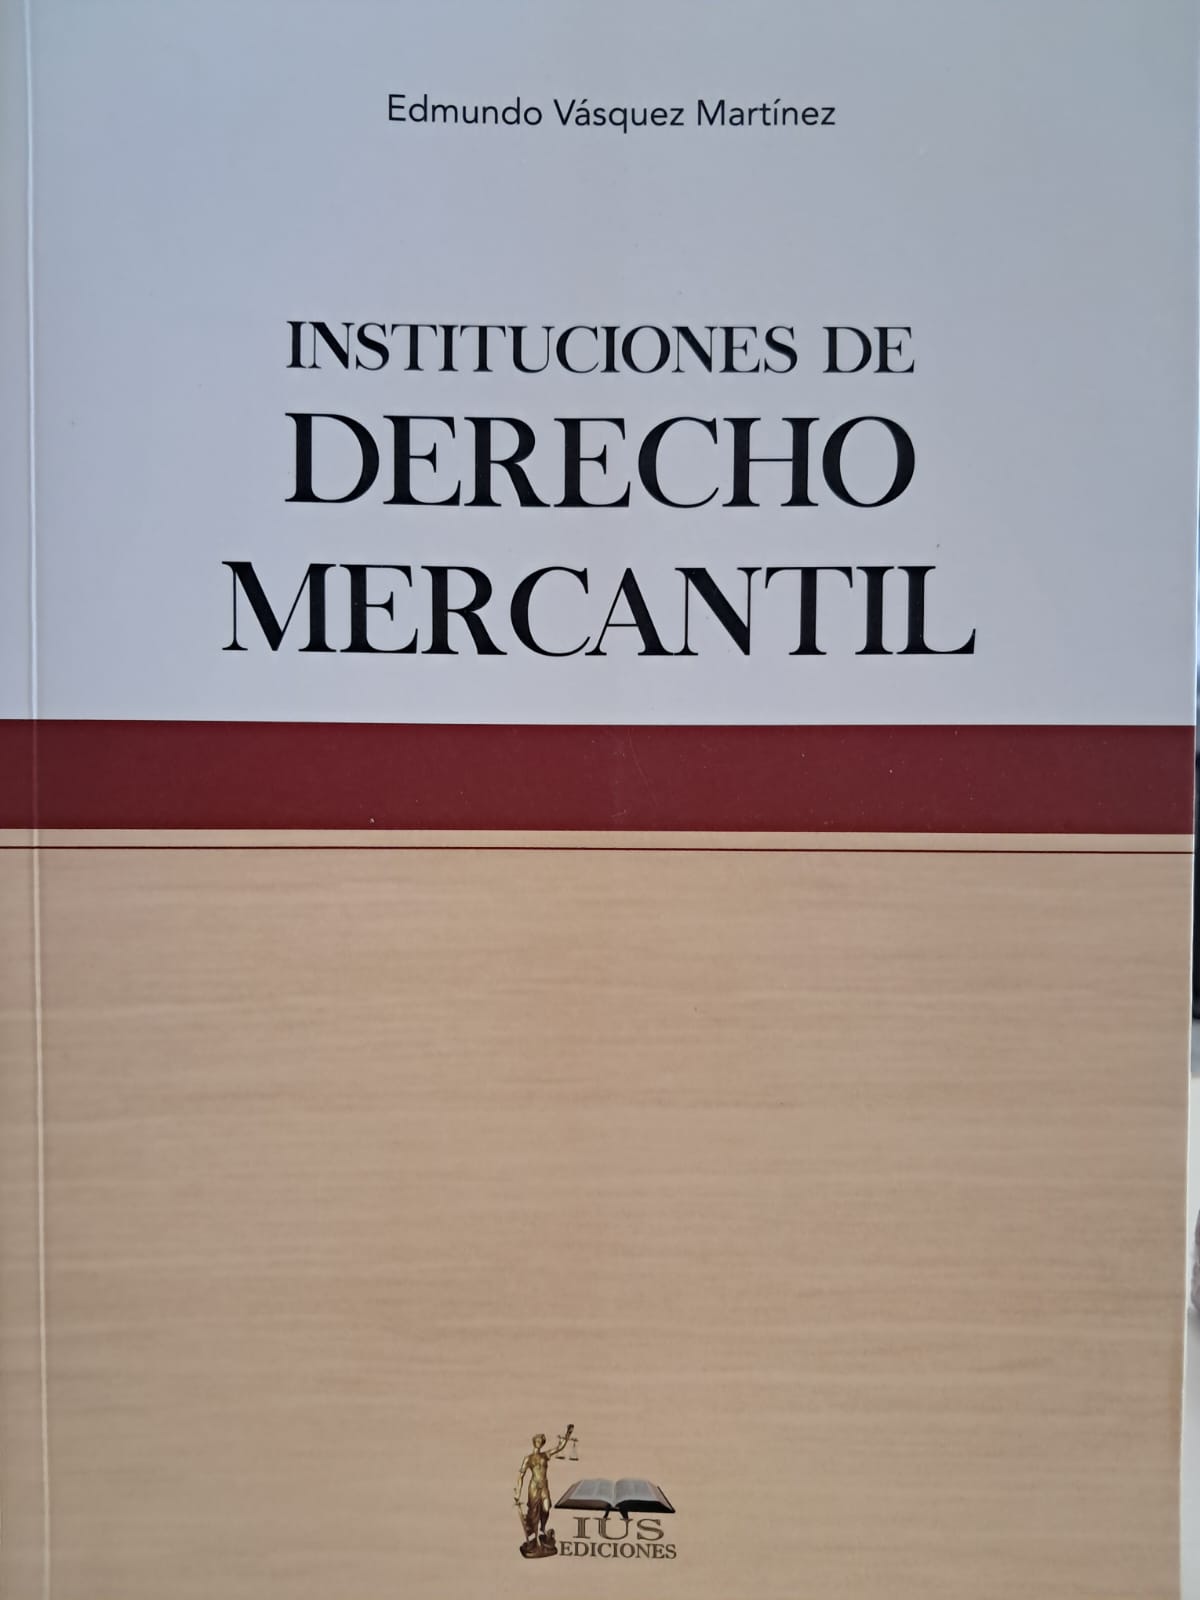 Edmundo Vásquez Martínez
INSTITUCIONES DE
DERECHO
MERCANTIL
IUS
EDICIONES